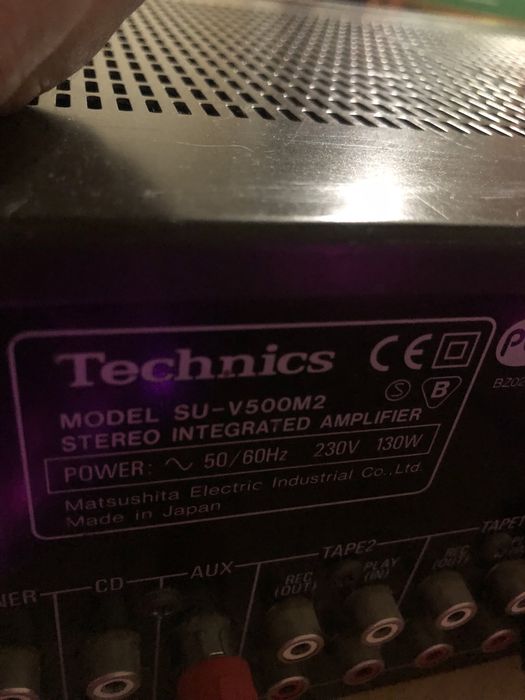 Technics CE
MODEL SU-V500M2 S B
STEREO INTEGRATED AMPLIFIER
POWER: ∿ 50/60Hz 230V 130W
Matsushita Electric Industrial Co., Ltd.
Made in Japan
CD
AUX
TAPE2
REC (OUT)
PLAY (IN)
REC (OUT)